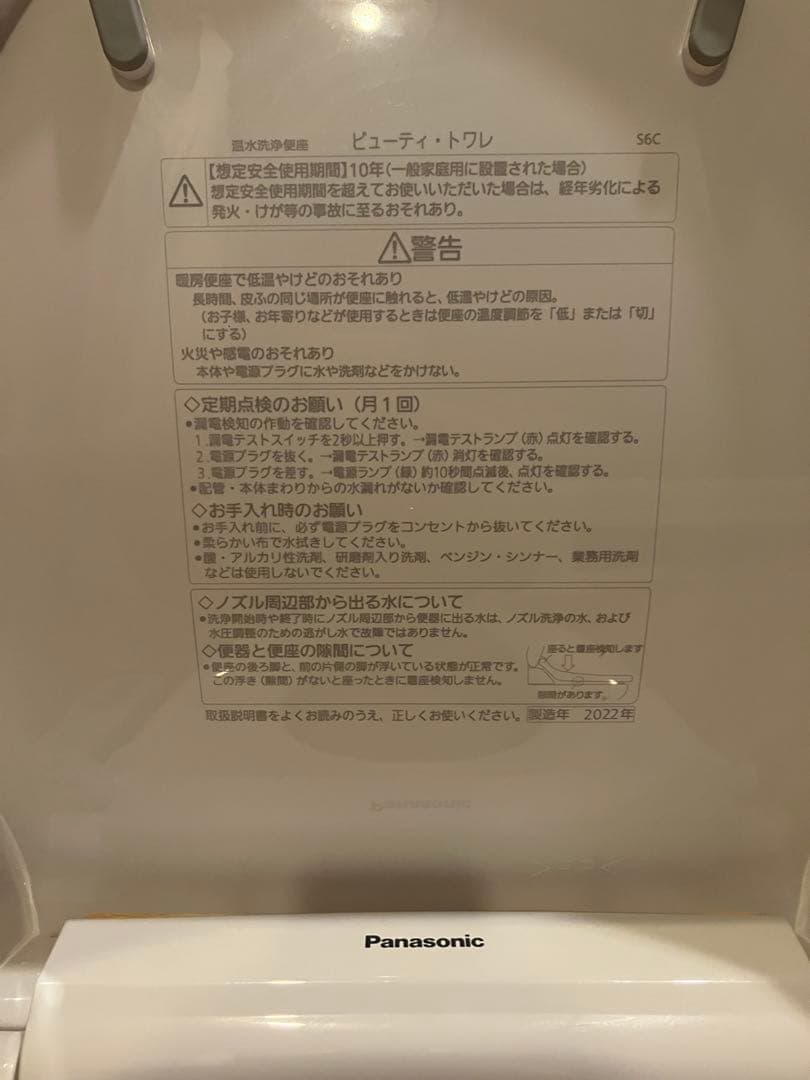 温水洗浄便座 ビューティ・トワレ S6C
【想定安全使用期間】10年(一般家庭用に設置された場合)
想定安全使用期間を超えてお使いいただいた場合は、経年劣化による
発火・けが等の事故に至るおそれあり。
警告
暖房便座で低温やけどのおそれあり
長時間、皮ふの同じ場所が便座に触れると、低温やけどの原因。
(お子様、お年寄りなどが使用するときは便座の温度調節を「低」または「切」
にする)
火災や感電のおそれあり
本体や電源プラグに水や洗剤などをかけない。
◇定期点検のお願い(月1回)
●漏電検知の作動を確認してください。
1.漏電テストスイッチを2秒以上押す。→漏電テストランプ(赤)点灯を確認する。
2.電源プラグを抜く。→漏電テストランプ(赤)消灯を確認する。
3.電源プラグを差す。→電源ランプ(緑)約10秒間点滅後、点灯を確認する。
●配管・本体まわりからの水漏れがないか確認してください。
◇お手入れ時のお願い
●お手入れ前に、必ず電源プラグをコンセントから抜いてください。
●柔らかい布で水拭きしてください。
●酸・アルカリ性洗剤、研磨剤入り洗剤、ベンジン・シンナー、業務用洗剤
などは使用しないでください。
◇ノズル周辺部から出る水について
●洗浄開始時や終了時にノズル周辺部から便器に出る水は、ノズル洗浄の水、および
水圧調整のための逃がし水で故障ではありません。
◇便器と便座の隙間について
●便座の後ろ脚と、前の片側の脚が浮いている状態が正常です。
この浮き(隙間)がないと座ったときに着座検知しません。
座ると着座検知します
隙間があります。
取扱説明書をよくお読みのうえ、正しくお使いください。 製造年 2022年
Panasonic